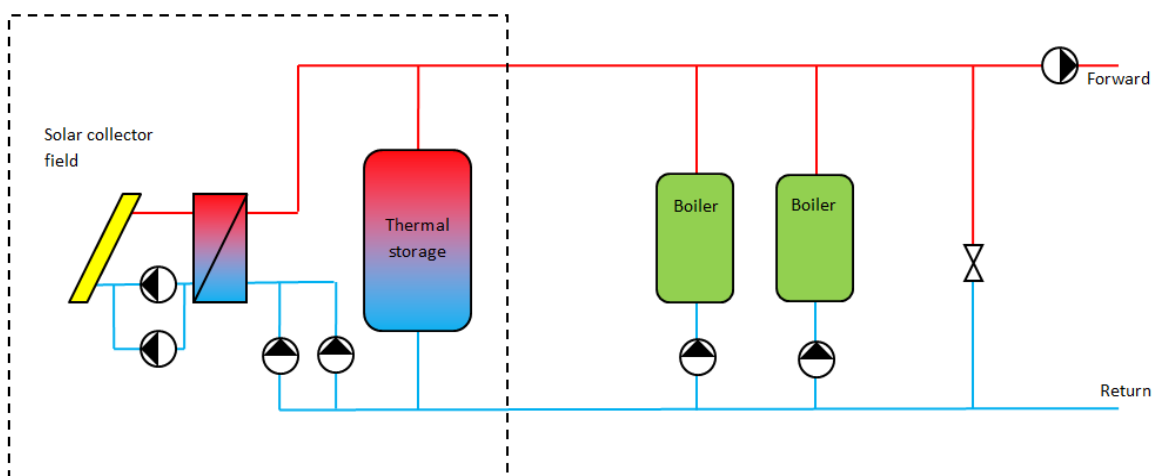 Forward
Solar collector
field
Thermal
storage
Boiler
Boiler
Return